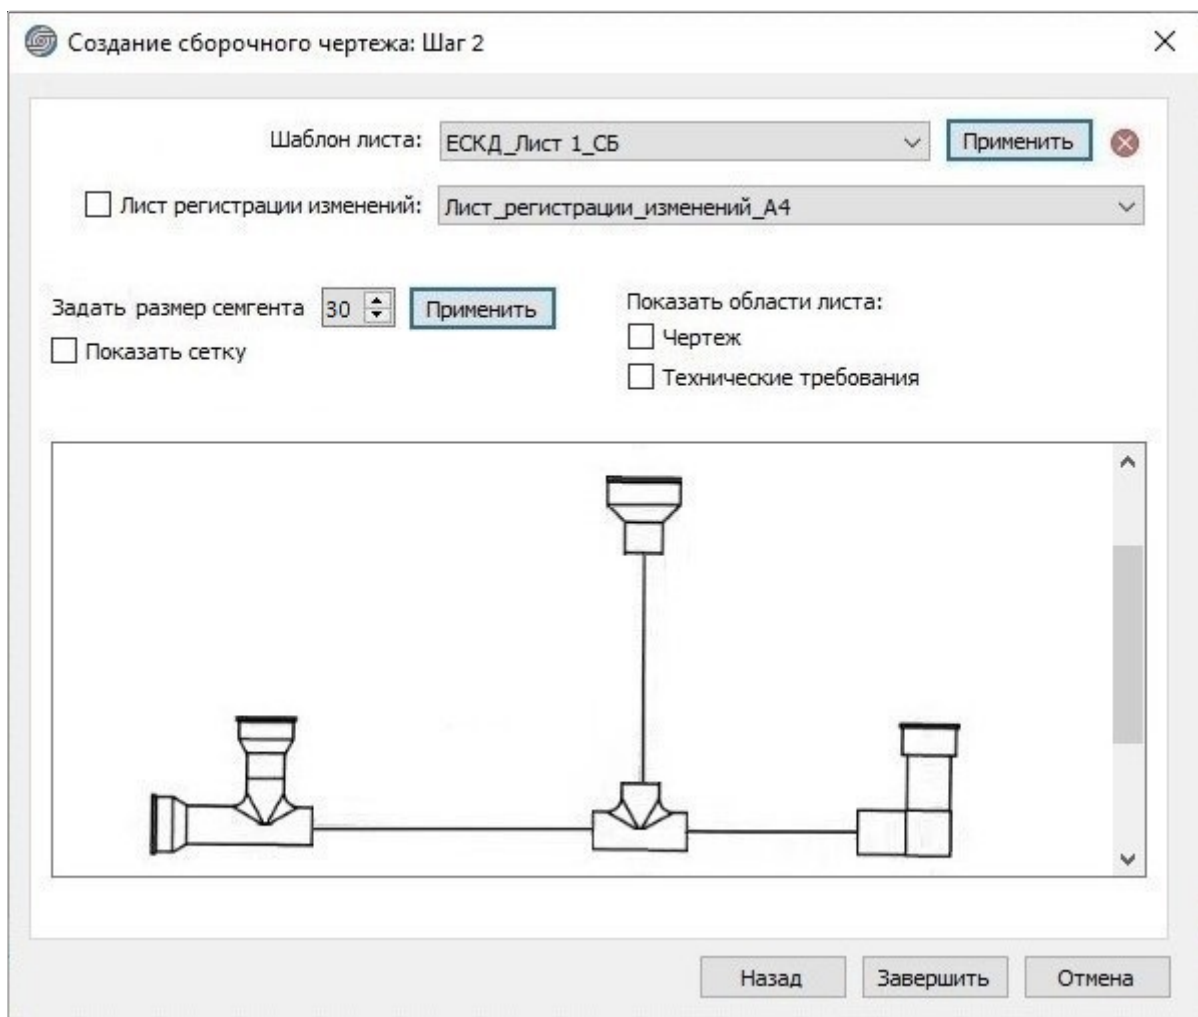 Создание сборочного чертежа: Шаг 2
Шаблон листа: ЕСКД_Лист 1_СБ Применить
Лист регистрации изменений: Лист_регистрации_изменений_А4
Задать размер семгента 30 Применить
Показать сетку
Показать области листа:
Чертеж
Технические требования
Назад Завершить Отмена